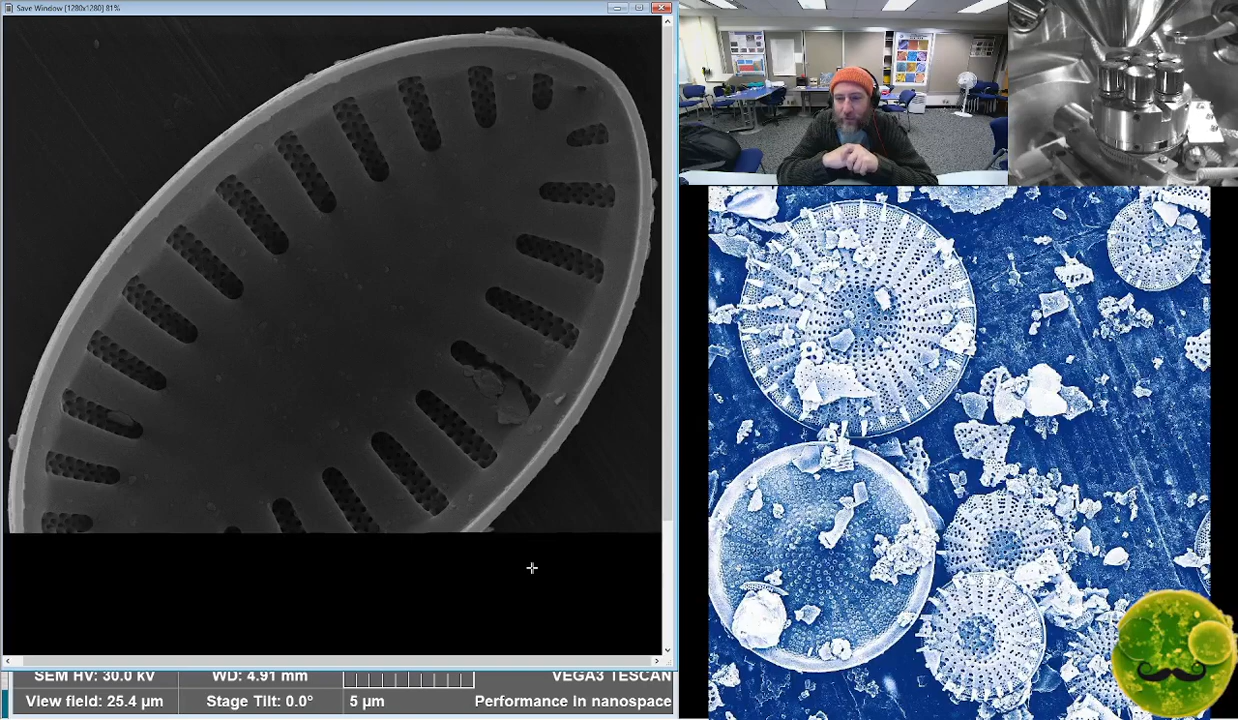 Save Window [1280x1280] 81%
SEM HV: 30.0 kV
WD: 4.91 mm
VEGA3 TESCAN
View field: 25.4 µm
Stage Tilt: 0.0°
5 µm
Performance in nanospace